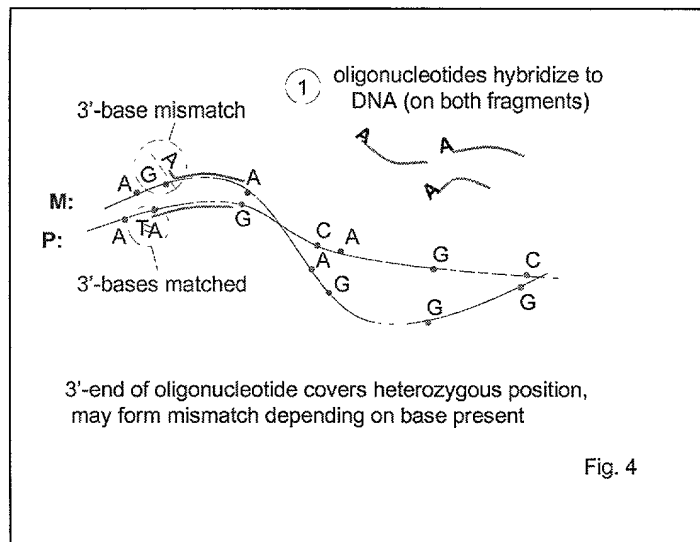 1 oligonucleotides hybridize to
DNA (on both fragments)
3'-base mismatch
A A
A
A G A A
M:
P:
A T A G
C A
A G
G C
G G
3'-bases matched
3'-end of oligonucleotide covers heterozygous position,
may form mismatch depending on base present
Fig. 4